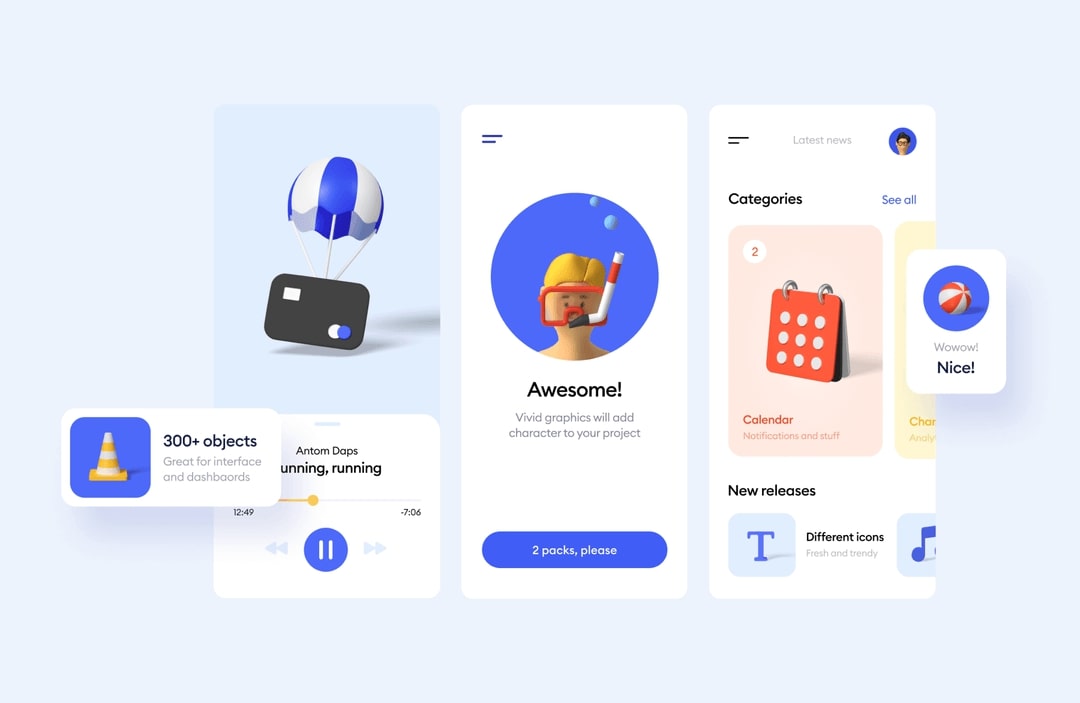 300+ objects
Great for interface
and dashbaords
Antom Daps
unning, running
12:49
-7:06
Awesome!
Vivid graphics will add
character to your project
2 packs, please
Latest news
Categories
See all
2
Calendar
Notifications and stuff
Char
Analy
Wowow!
Nice!
New releases
T
Different icons
Fresh and trendy